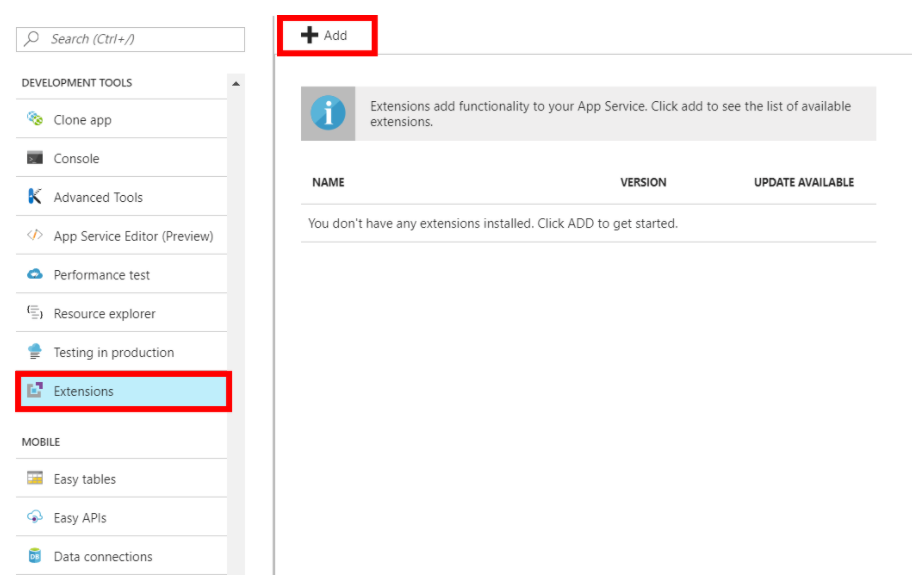 Search (Ctrl+/)
DEVELOPMENT TOOLS
Clone app
Console
Advanced Tools
App Service Editor (Preview)
Performance test
Resource explorer
Testing in production
Extensions
MOBILE
Easy tables
Easy APIs
Data connections
Add
Extensions add functionality to your App Service. Click add to see the list of available
extensions.
NAME VERSION UPDATE AVAILABLE
You don't have any extensions installed. Click ADD to get started.